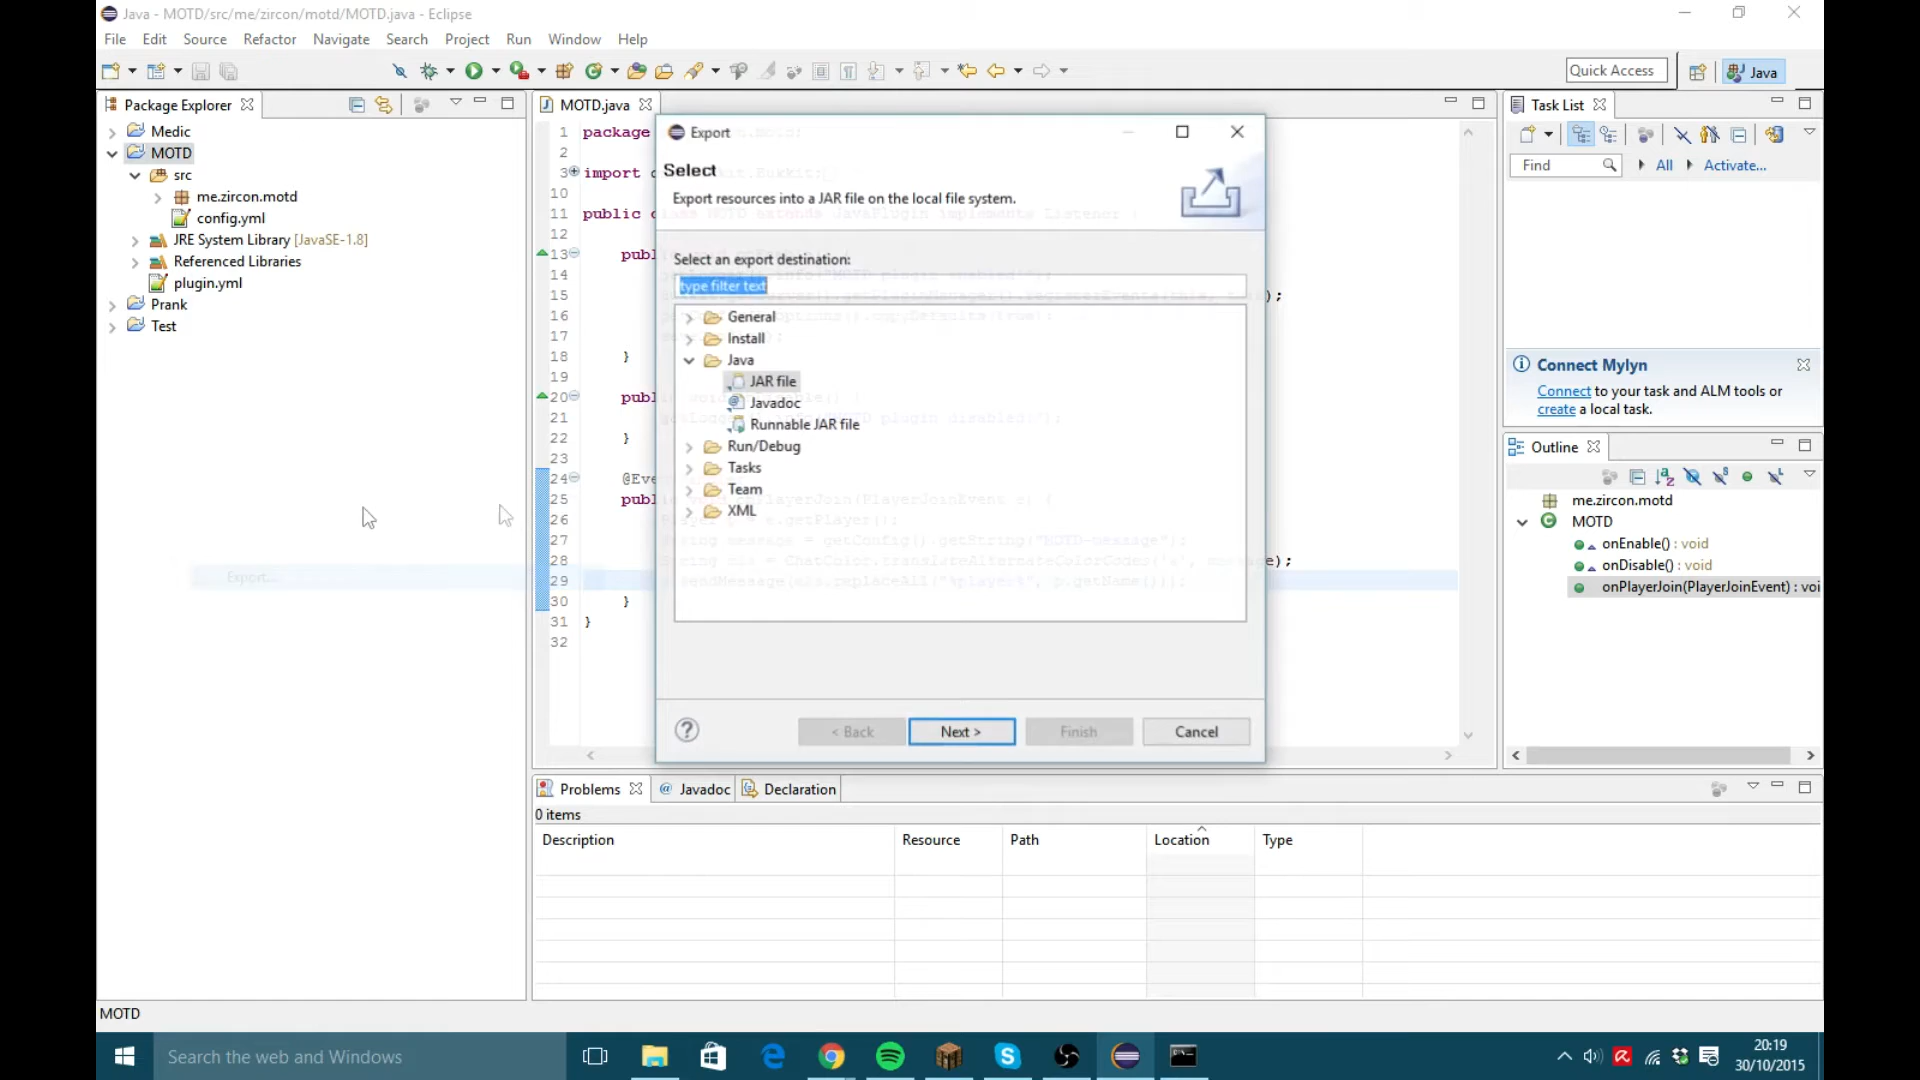 Java - MOTD/src/me/zircon/motd/MOTD.java - Eclipse
File Edit Source Refactor Navigate Search Project Run Window Help
Quick Access
Java
Package Explorer
Medic
MOTD
src
me.zircon.motd
config.yml
JRE System Library [JavaSE-1.8]
Referenced Libraries
plugin.yml
Prank
Test
Export...
MOTD.java
1 package
2
3 import
10
11 public
12
13
14
15 );
16
17
18 }
19
20
21
22 }
23
24
25
26
27
28 e);
29
30 }
31 }
32
Export
Select
Export resources into a JAR file on the local file system.
Select an export destination:
type filter text
General
Install
Java
JAR file
Javadoc
Runnable JAR file
Run/Debug
Tasks
Team
XML
public void onPlayerJoin(PlayerJoinEvent e) {
< Back
Next >
Finish
Cancel
Task List
Find
All
Activate...
Connect Mylyn
Connect to your task and ALM tools or
create a local task.
Outline
me.zircon.motd
MOTD
onEnable() : void
onDisable() : void
onPlayerJoin(PlayerJoinEvent) : voi
Problems
Javadoc
Declaration
0 items
Description Resource Path Location Type
MOTD
Search the web and Windows
20:19
30/10/2015